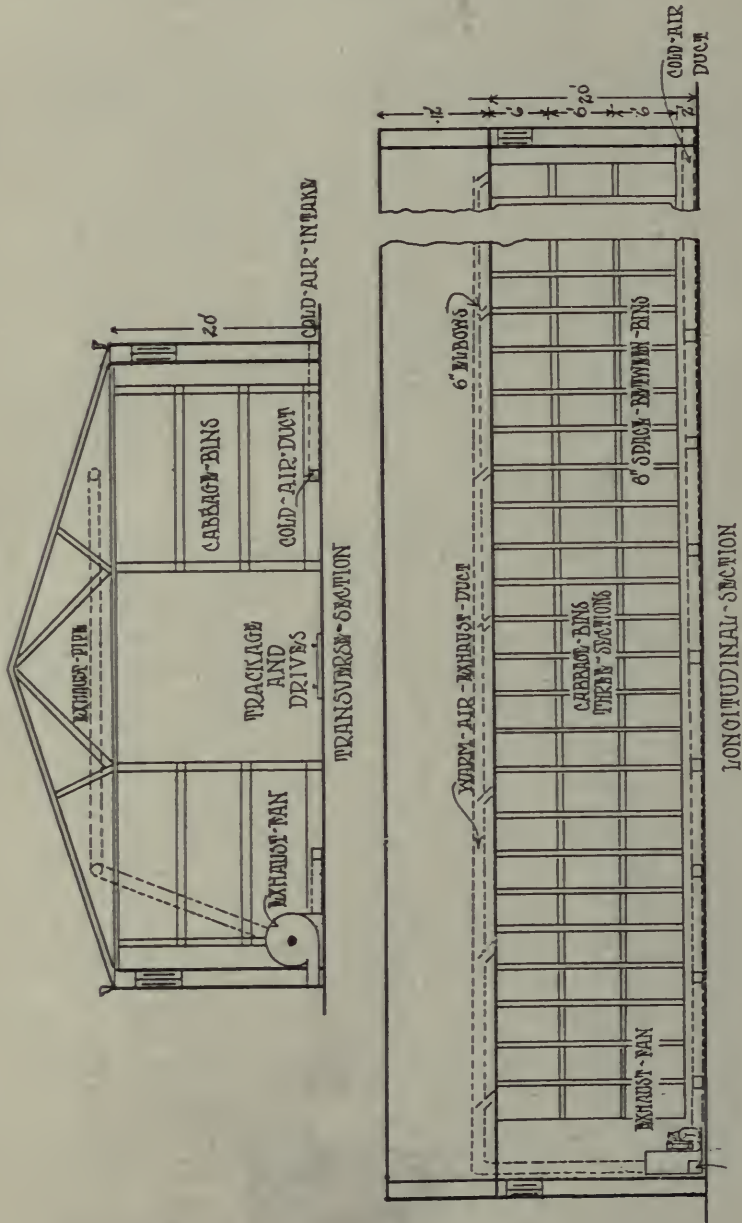 EXHAUST-PIPE
20'
CABBAGE-BINS
COLD-AIR-INTAKE
COLD-AIR-DUCT
TRACKAGE
AND
DRIVES
EXHAUST-FAN
TRANSVERSE-SECTION
12'
6'
6'
6'
2'
20'
COLD-AIR
DUCT
6" ELBOWS
WARM-AIR-EXHAUST-DUCT
6" SPACE-BETWEEN-BINS
CABBAGE-BINS
THREE-SECTIONS
EXHAUST-FAN
LONGITUDINAL-SECTION